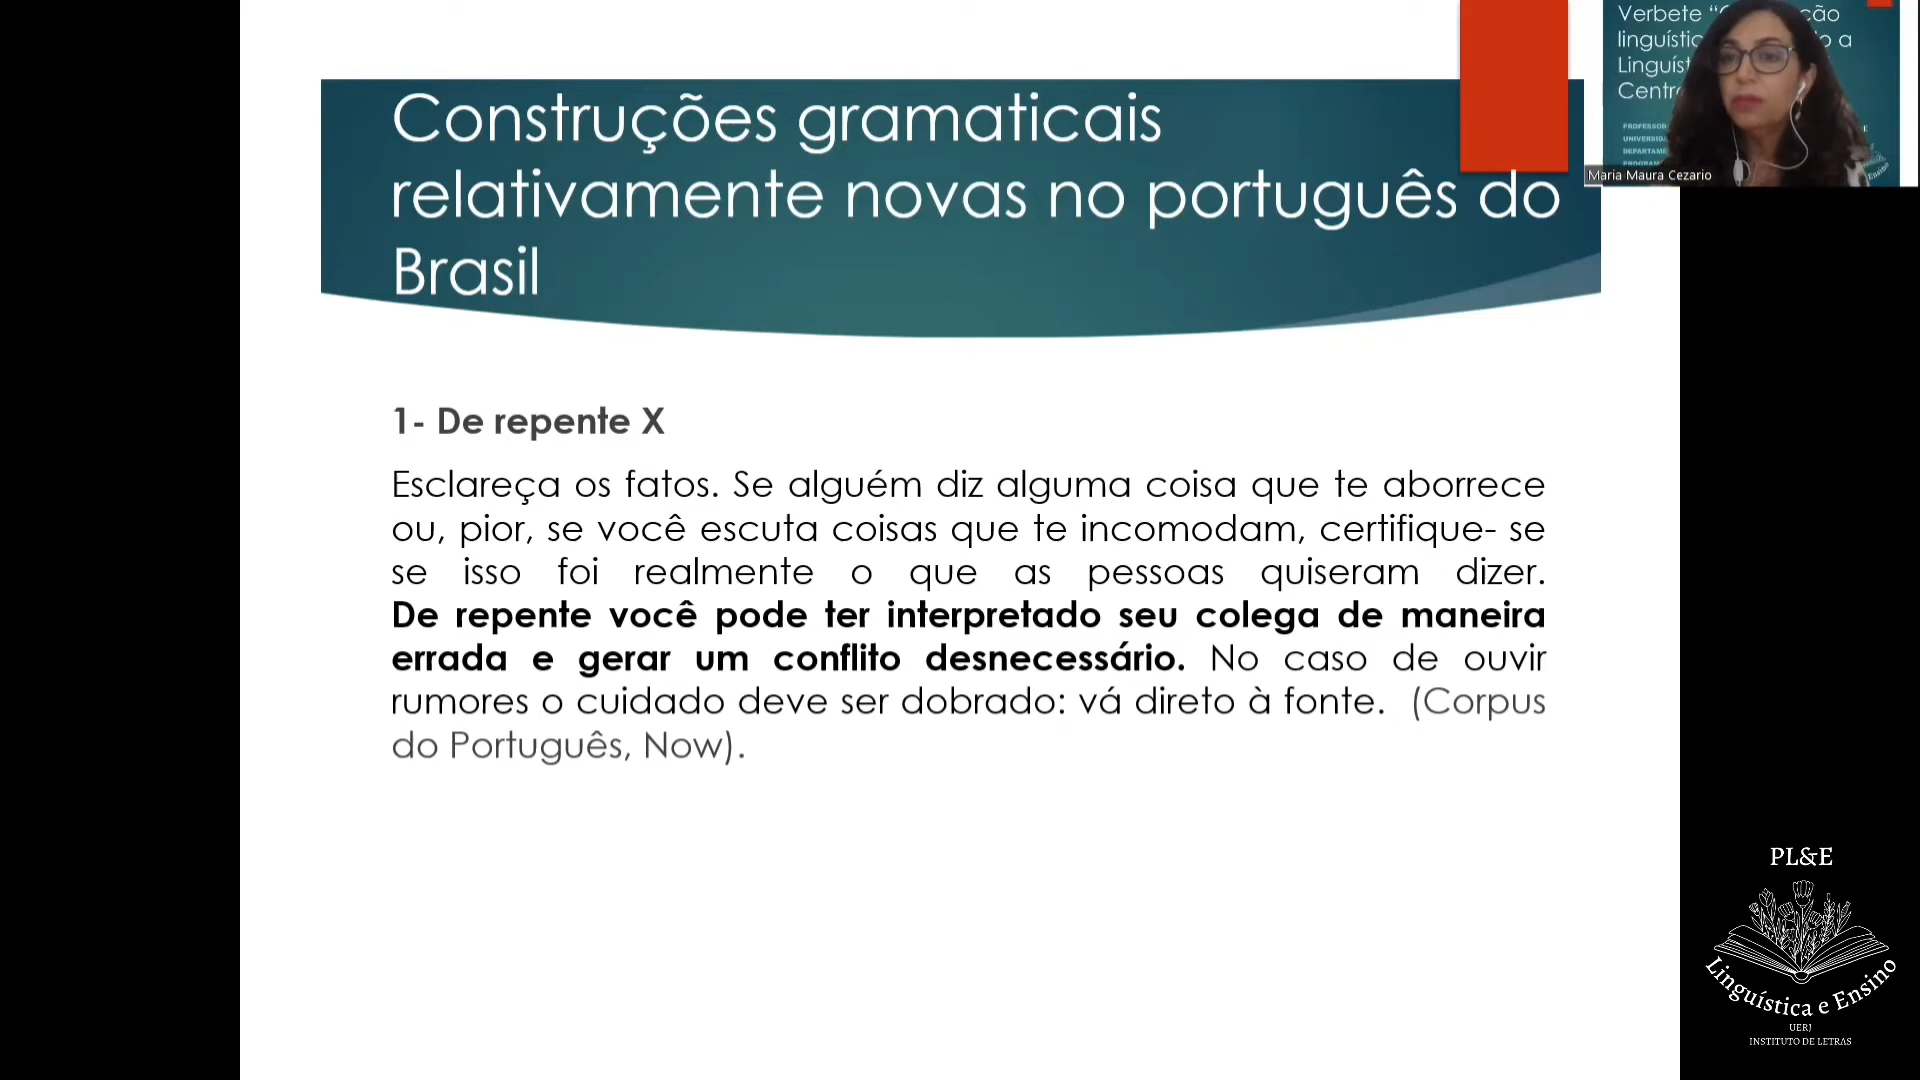 Construções gramaticais
relativamente novas no português do
Brasil
1- De repente X
Esclareça os fatos. Se alguém diz alguma coisa que te aborrece
ou, pior, se você escuta coisas que te incomodam, certifique- se
se isso foi realmente o que as pessoas quiseram dizer.
De repente você pode ter interpretado seu colega de maneira
errada e gerar um conflito desnecessário. No caso de ouvir
rumores o cuidado deve ser dobrado: vá direto à fonte. (Corpus
do Português, Now).
Verbete
Maria Maura Cezario
PL&E
Linguística e Ensino
UERJ
INSTITUTO DE LETRAS